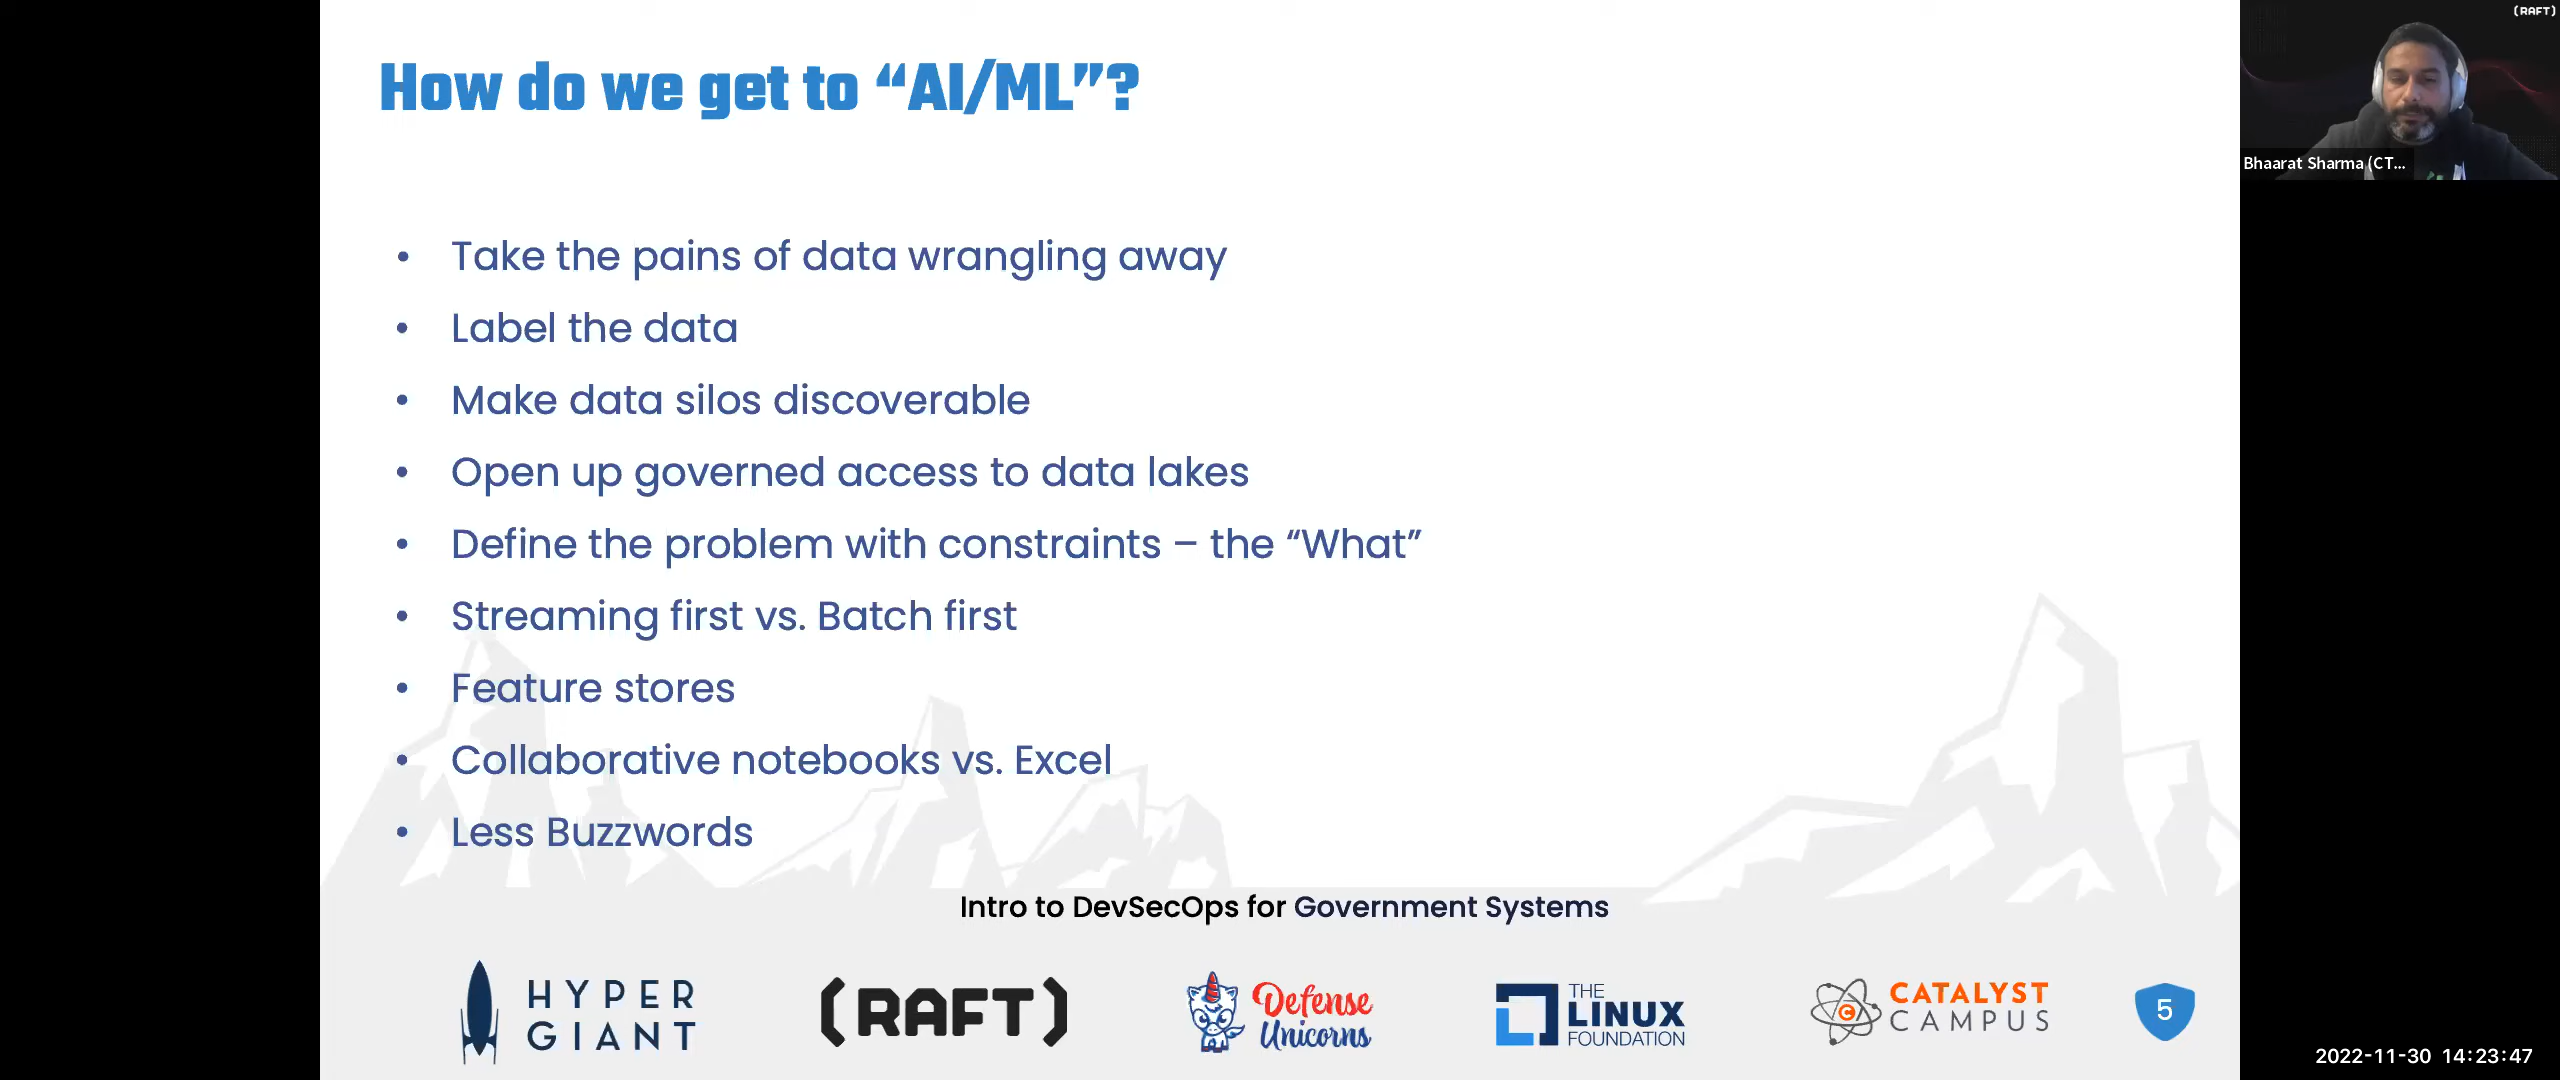 How do we get to “AI/ML”?
(RAFT)
Bhaarat Sharma (CT...
• Take the pains of data wrangling away
• Label the data
• Make data silos discoverable
• Open up governed access to data lakes
• Define the problem with constraints – the “What”
• Streaming first vs. Batch first
• Feature stores
• Collaborative notebooks vs. Excel
• Less Buzzwords
Intro to DevSecOps for Government Systems
HYPER
GIANT
(RAFT)
Defense
Unicorns
THE
LINUX
FOUNDATION
C
CATALYST
CAMPUS
5
2022-11-30 14:23:47